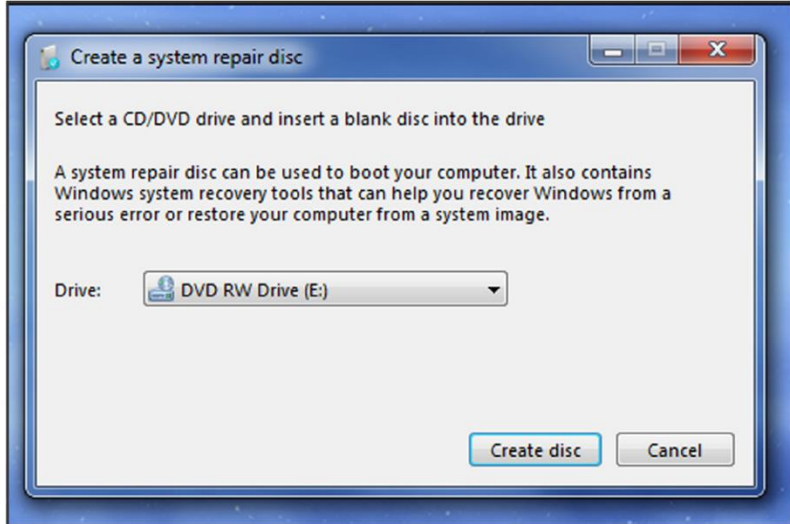 Create a system repair disc
Select a CD/DVD drive and insert a blank disc into the drive
A system repair disc can be used to boot your computer. It also contains
Windows system recovery tools that can help you recover Windows from a
serious error or restore your computer from a system image.
Drive: DVD RW Drive (E:)
Create disc Cancel